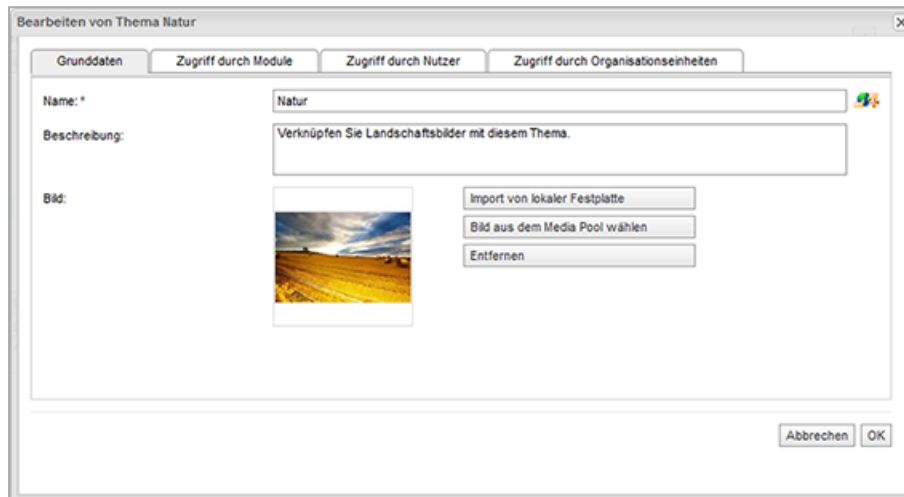 Bearbeiten von Thema Natur
Grunddaten Zugriff durch Module Zugriff durch Nutzer Zugriff durch Organisationseinheiten
Name: * Natur
Beschreibung: Verknüpfen Sie Landschaftsbilder mit diesem Thema.
Bild: Import von lokaler Festplatte
Bild aus dem Media Pool wählen
Entfernen
Abbrechen OK